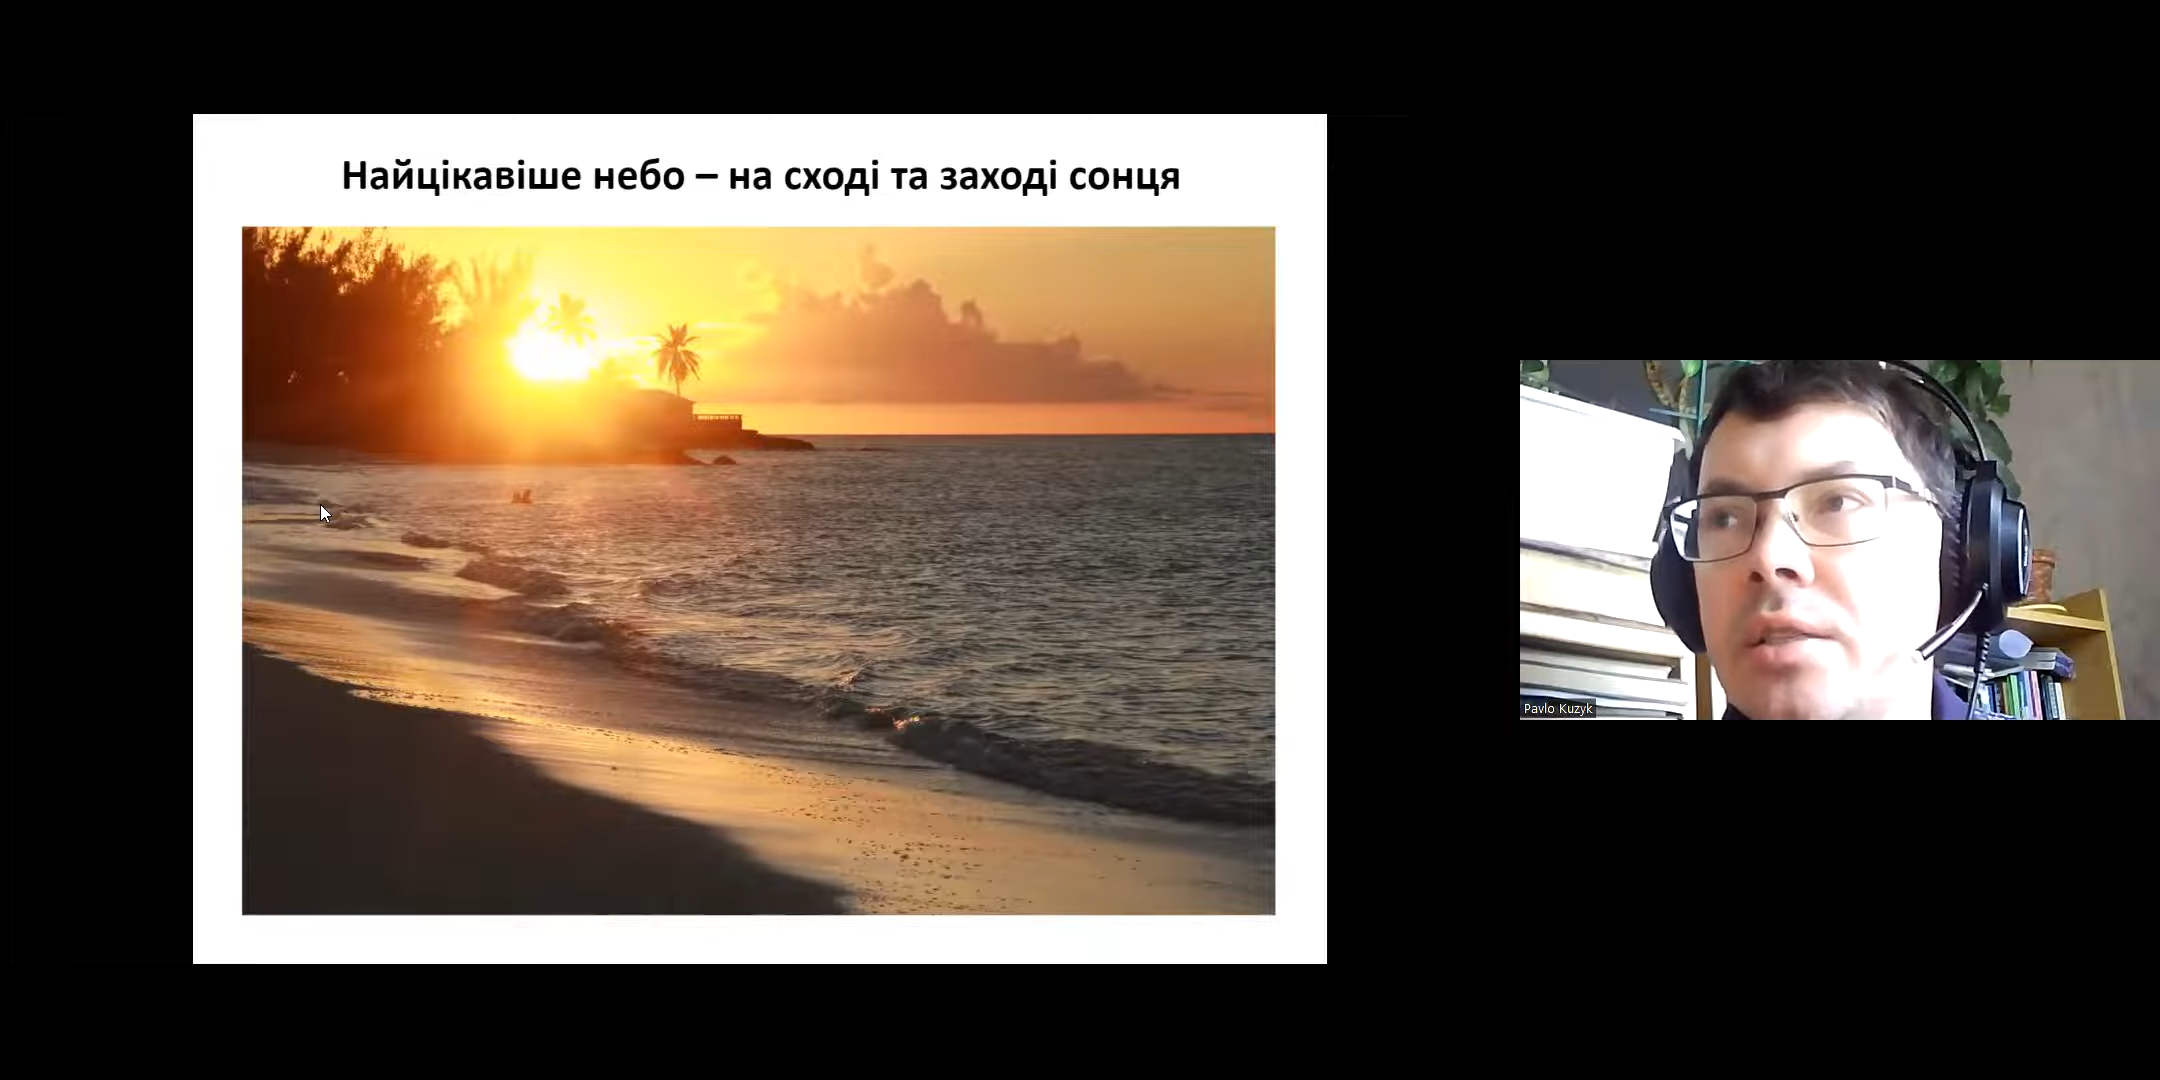 Найцікавіше небо – на сході та заході сонця
Pavlo Kuzyk